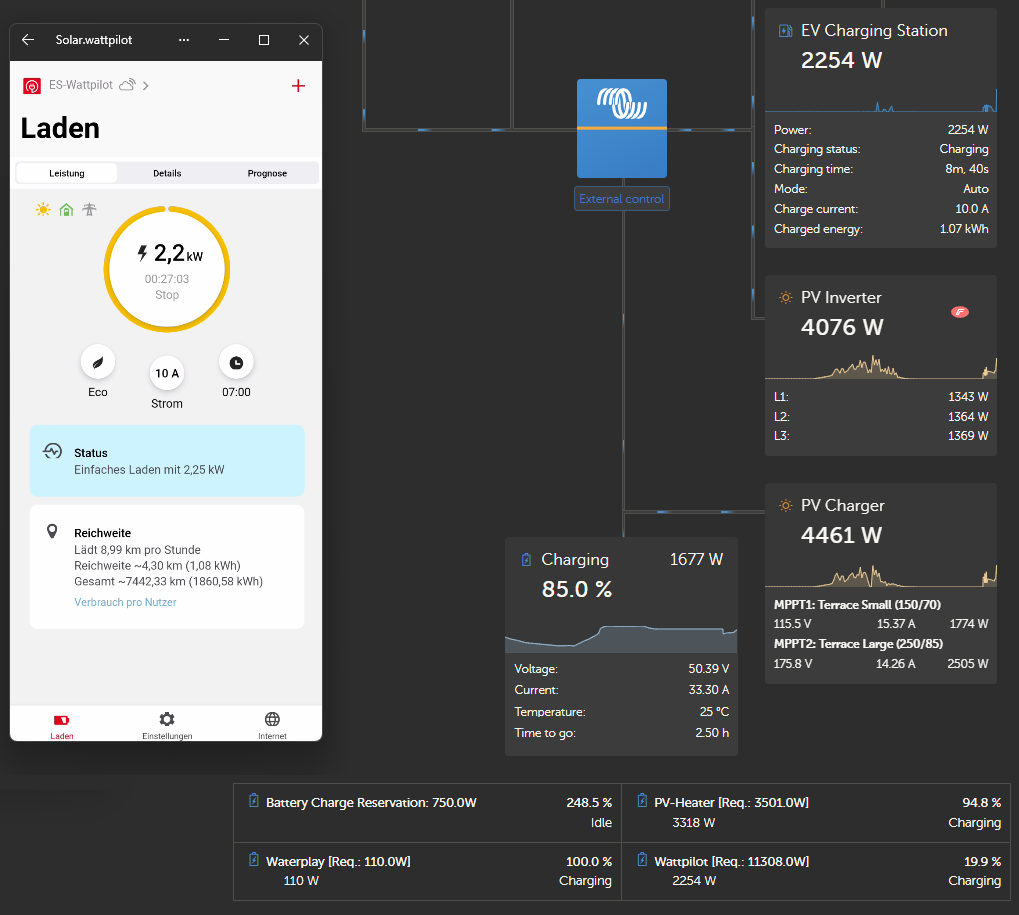 Solar.wattpilot
ES-Wattpilot
Laden
Leistung Details Prognose
2,2 kW
00:27:03
Stop
10 A
Eco Strom 07:00
Status
Einfaches Laden mit 2,25 kW
Reichweite
Lädt 8,99 km pro Stunde
Reichweite ~4,30 km (1,08 kWh)
Gesamt ~7442,33 km (1860,58 kWh)
Verbrauch pro Nutzer
Laden Einstellungen Internet
External control
EV Charging Station
2254 W
Power: 2254 W
Charging status: Charging
Charging time: 8m, 40s
Mode: Auto
Charge current: 10.0 A
Charged energy: 1.07 kWh
PV Inverter
4076 W
L1: 1343 W
L2: 1364 W
L3: 1369 W
PV Charger
4461 W
MPPT1: Terrace Small (150/70)
115.5 V 15.37 A 1774 W
MPPT2: Terrace Large (250/85)
175.8 V 14.26 A 2505 W
Charging 1677 W
85.0 %
Voltage: 50.39 V
Current: 33.30 A
Temperature: 25 °C
Time to go: 2.50 h
Battery Charge Reservation: 750.0W 248.5 %
Idle
PV-Heater [Req.: 3501.0W] 94.8 %
3318 W Charging
Waterplay [Req.: 110.0W] 100.0 %
110 W Charging
Wattpilot [Req.: 11308.0W] 19.9 %
2254 W Charging